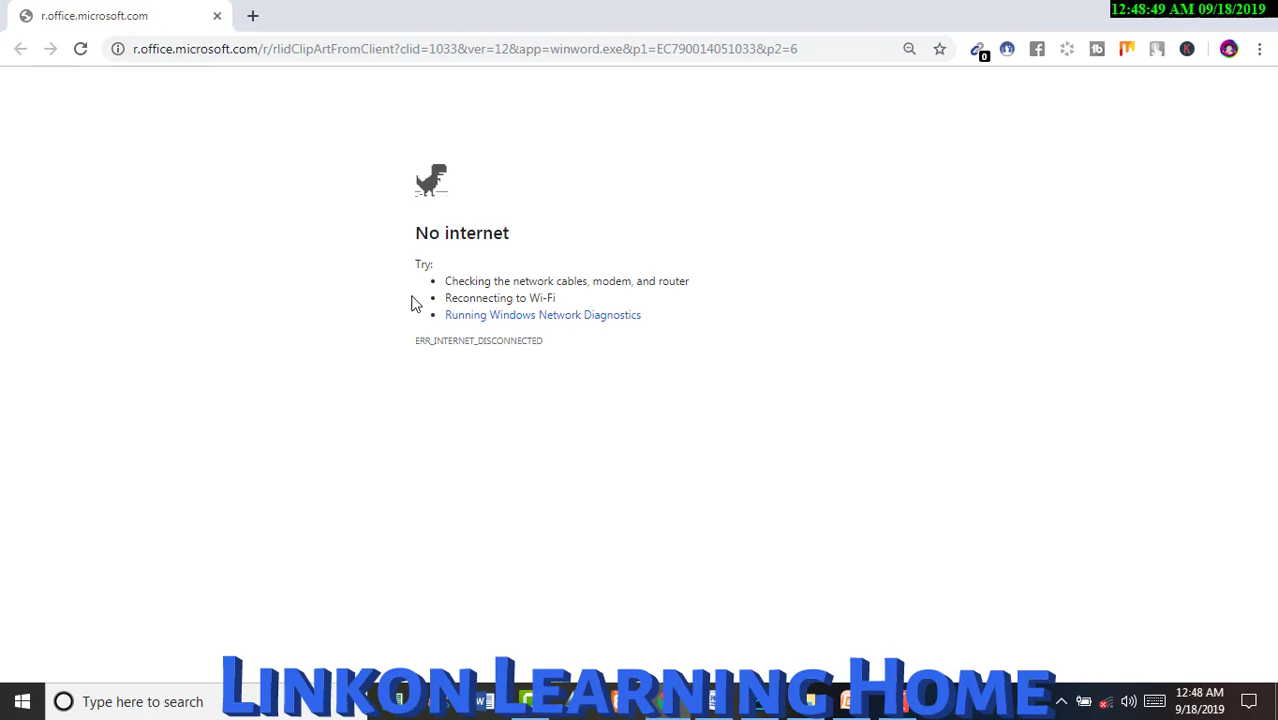 r.office.microsoft.com
12:48:49 AM 09/18/2019
r.office.microsoft.com/r/rlidClipArtFromClient?clid=1033&ver=12&app=winword.exe&p1=EC790014051033&p2=6
0
No internet
Try:
Checking the network cables, modem, and router
Reconnecting to Wi-Fi
Running Windows Network Diagnostics
ERR_INTERNET_DISCONNECTED
Type here to search
LINKON LEARNING HOME
12:48 AM
9/18/2019